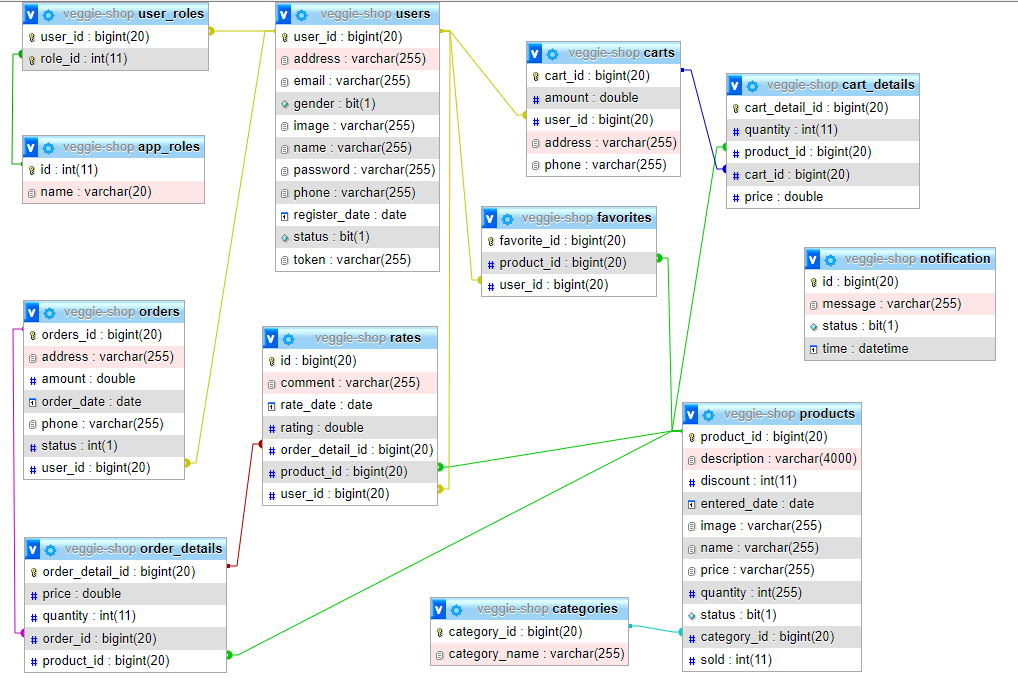 veggie-shop user_roles
user_id : bigint(20)
role_id : int(11)
veggie-shop app_roles
id : int(11)
name : varchar(20)
veggie-shop users
user_id : bigint(20)
address : varchar(255)
email : varchar(255)
gender : bit(1)
image : varchar(255)
name : varchar(255)
password : varchar(255)
phone : varchar(255)
register_date : date
status : bit(1)
token : varchar(255)
veggie-shop carts
cart_id : bigint(20)
amount : double
user_id : bigint(20)
address : varchar(255)
phone : varchar(255)
veggie-shop cart_details
cart_detail_id : bigint(20)
quantity : int(11)
product_id : bigint(20)
cart_id : bigint(20)
price : double
veggie-shop favorites
favorite_id : bigint(20)
product_id : bigint(20)
user_id : bigint(20)
veggie-shop notification
id : bigint(20)
message : varchar(255)
status : bit(1)
time : datetime
veggie-shop orders
orders_id : bigint(20)
address : varchar(255)
amount : double
order_date : date
phone : varchar(255)
status : int(1)
user_id : bigint(20)
veggie-shop rates
id : bigint(20)
comment : varchar(255)
rate_date : date
rating : double
order_detail_id : bigint(20)
product_id : bigint(20)
user_id : bigint(20)
veggie-shop products
product_id : bigint(20)
description : varchar(4000)
discount : int(11)
entered_date : date
image : varchar(255)
name : varchar(255)
price : varchar(255)
quantity : int(255)
status : bit(1)
category_id : bigint(20)
sold : int(11)
veggie-shop order_details
order_detail_id : bigint(20)
price : double
quantity : int(11)
order_id : bigint(20)
product_id : bigint(20)
veggie-shop categories
category_id : bigint(20)
category_name : varchar(255)